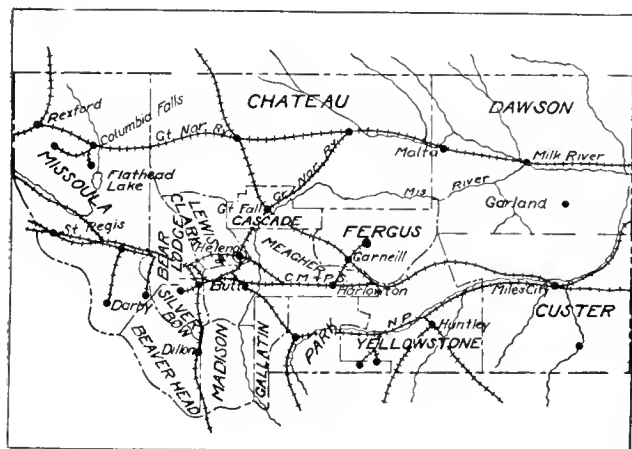 CHATEAU
DAWSON
Rexford
Columbia Falls
Gt. Nor. Ry.
Gt. Nor. Ry.
Malta
Milk River
MISSOULA
Flathead
Lake
Mis
River
Garland
Gt Falls
CASCADE
LEWIS
CLARK
FERGUS
St Regis
BEAR
LODGE
Helena
MEAGHER
Garneill
C.M.&P.S.
Harlowton
Butte
Miles City
CUSTER
Darby
SILVER
BOW
N.P.
Huntley
PARK
YELLOWSTONE
Dillon
MADISON
GALLATIN
BEAVER HEAD